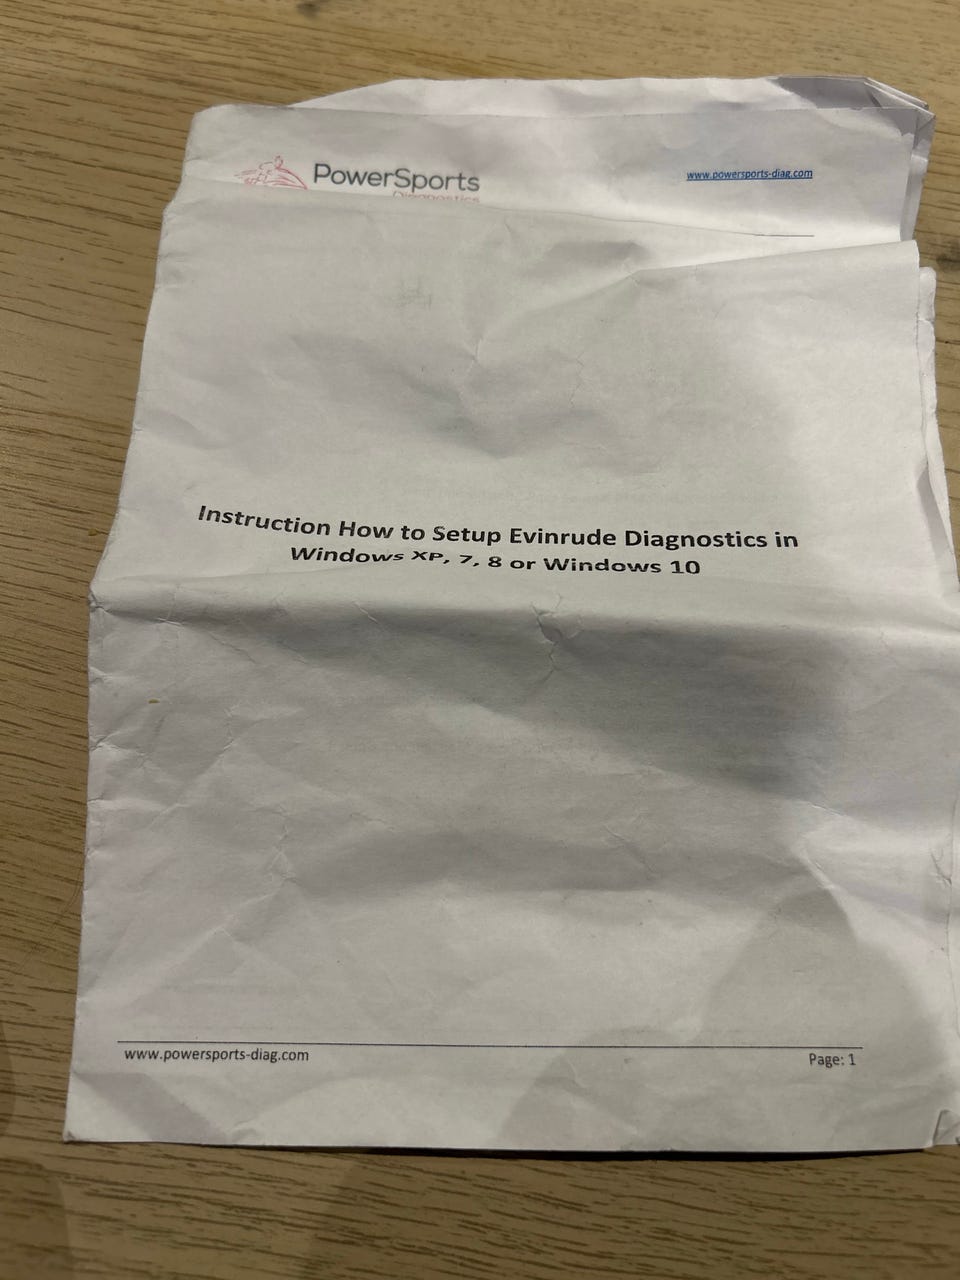 PowerSports
Diagnostics
www.powersports-diag.com
Instruction How to Setup Evinrude Diagnostics in
Windows XP, 7, 8 or Windows 10
www.powersports-diag.com
Page: 1